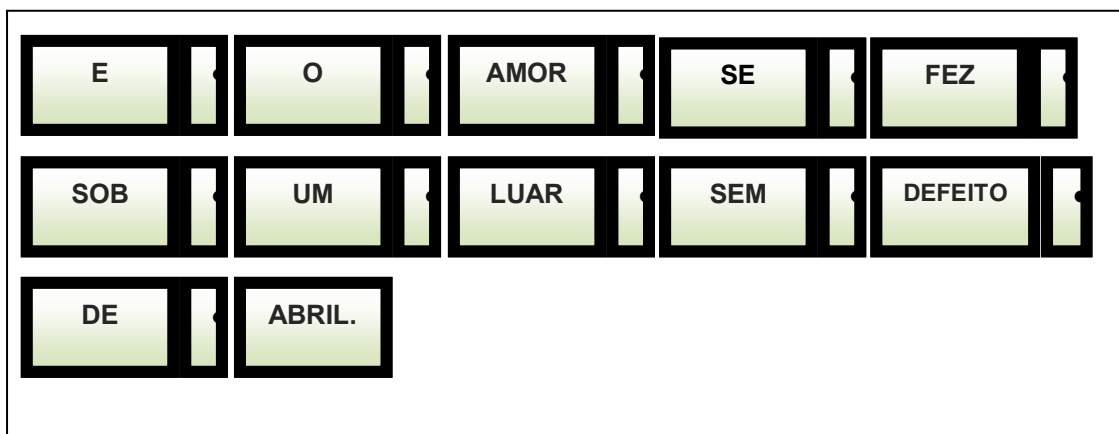 E O AMOR SE FEZ
SOB UM LUAR SEM DEFEITO
DE ABRIL.